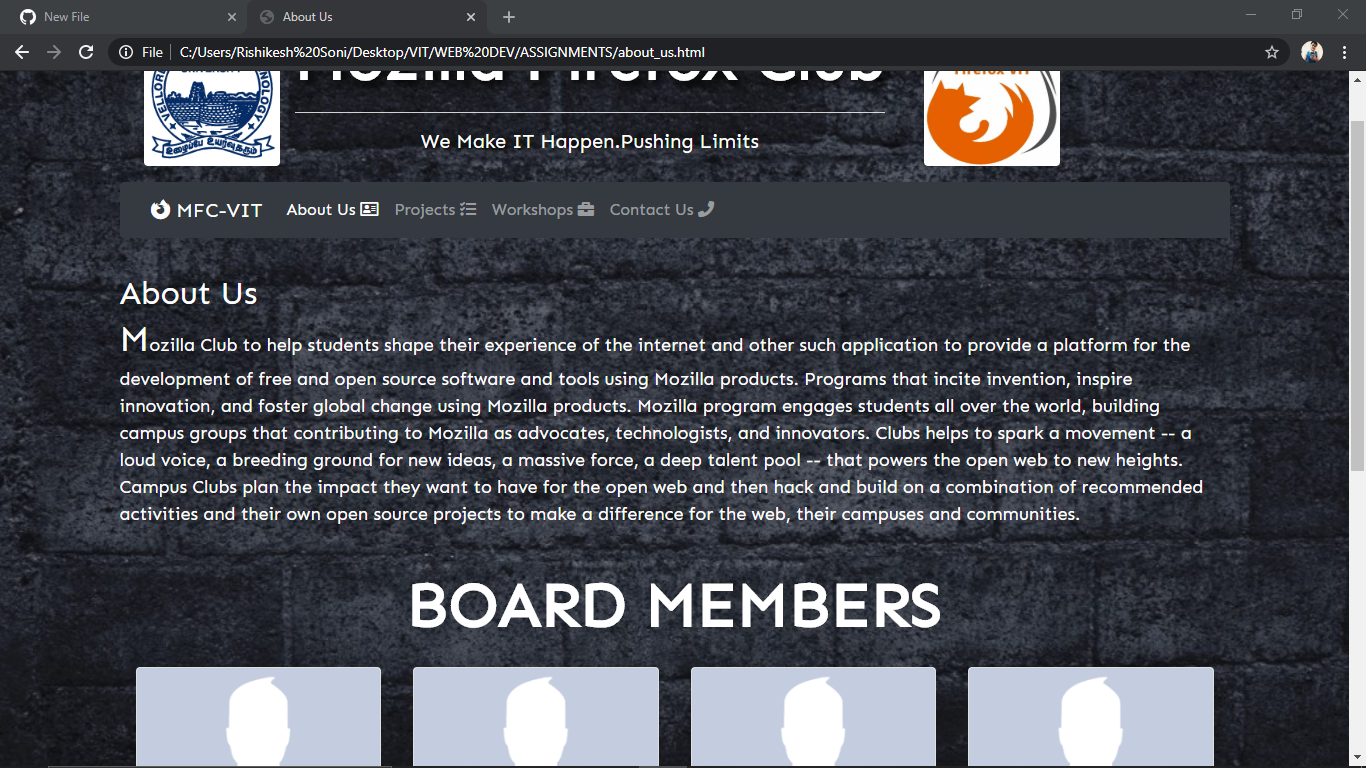 New File
About Us
File
C:/Users/Rishikesh%20Soni/Desktop/VIT/WEB%20DEV/ASSIGNMENTS/about_us.html
Mozilla Firefox Club
Firefox VIT
உழைப்பே உயர்வுதரும்
We Make IT Happen.Pushing Limits
MFC-VIT About Us Projects Workshops Contact Us
About Us
Mozilla Club to help students shape their experience of the internet and other such application to provide a platform for the
development of free and open source software and tools using Mozilla products. Programs that incite invention, inspire
innovation, and foster global change using Mozilla products. Mozilla program engages students all over the world, building
campus groups that contributing to Mozilla as advocates, technologists, and innovators. Clubs helps to spark a movement -- a
loud voice, a breeding ground for new ideas, a massive force, a deep talent pool -- that powers the open web to new heights.
Campus Clubs plan the impact they want to have for the open web and then hack and build on a combination of recommended
activities and their own open source projects to make a difference for the web, their campuses and communities.
BOARD MEMBERS